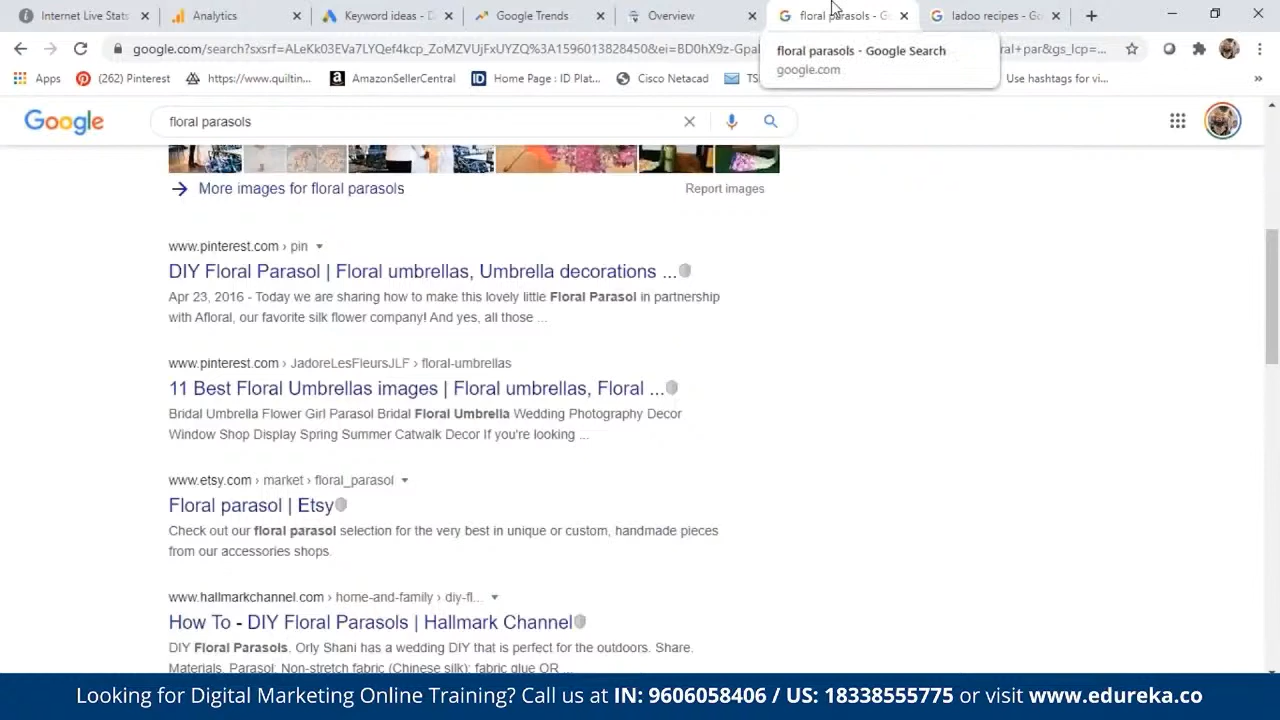 Internet Live Stats
Analytics
Keyword ideas - D
Google Trends
Overview
floral parasols - G
ladoo recipes - Go
google.com/search?sxsrf=ALeKk03EVa7LYQef4kcp_ZoMZVUjFxUYZQ%3A1596013828450&ei=BD0hX9z-Gpal
ral+par&gs_lcp=...
floral parasols - Google Search
google.com
Apps
(262) Pinterest
https://www.quiltin...
AmazonSellerCentral
Home Page : ID Plat...
Cisco Netacad
Use hashtags for vi...
Google
floral parasols
More images for floral parasols
Report images
www.pinterest.com › pin
DIY Floral Parasol | Floral umbrellas, Umbrella decorations ...
Apr 23, 2016 - Today we are sharing how to make this lovely little Floral Parasol in partnership
with Afloral, our favorite silk flower company! And yes, all those ...
www.pinterest.com › JadoreLesFleursJLF › floral-umbrellas
11 Best Floral Umbrellas images | Floral umbrellas, Floral ...
Bridal Umbrella Flower Girl Parasol Bridal Floral Umbrella Wedding Photography Decor
Window Shop Display Spring Summer Catwalk Decor If you're looking ...
www.etsy.com › market › floral_parasol
Floral parasol | Etsy
Check out our floral parasol selection for the very best in unique or custom, handmade pieces
from our accessories shops.
www.hallmarkchannel.com › home-and-family › diy-fl...
How To - DIY Floral Parasols | Hallmark Channel
DIY Floral Parasols. Orly Shani has a wedding DIY that is perfect for the outdoors. Share.
Materials. Parasol; Non-stretch fabric (Chinese silk); fabric glue OR ...
Looking for Digital Marketing Online Training? Call us at IN: 9606058406 / US: 18338555775 or visit www.edureka.co